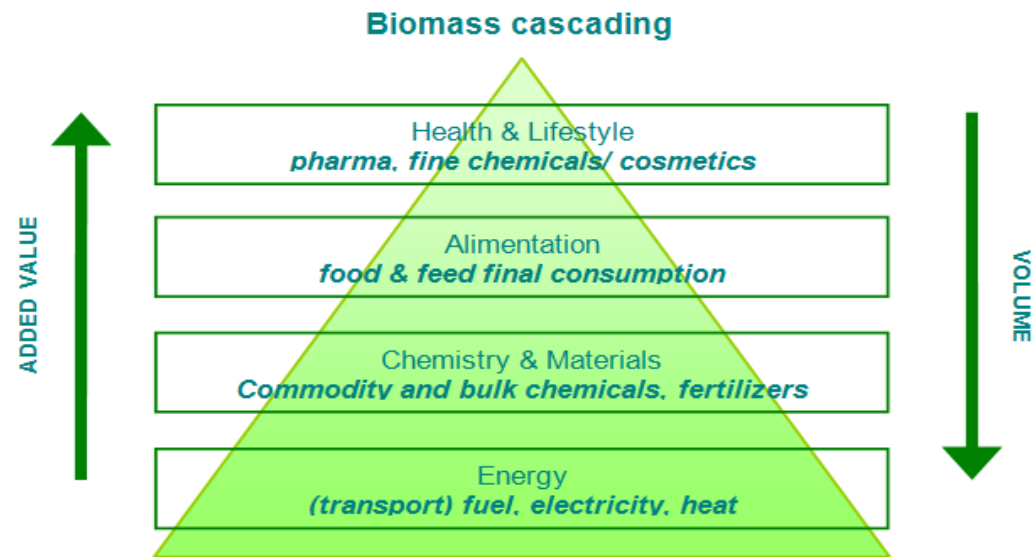 Biomass cascading
Health & Lifestyle
pharma, fine chemicals/ cosmetics
Alimentation
food & feed final consumption
Chemistry & Materials
Commodity and bulk chemicals, fertilizers
Energy
(transport) fuel, electricity, heat
ADDED VALUE
VOLUME